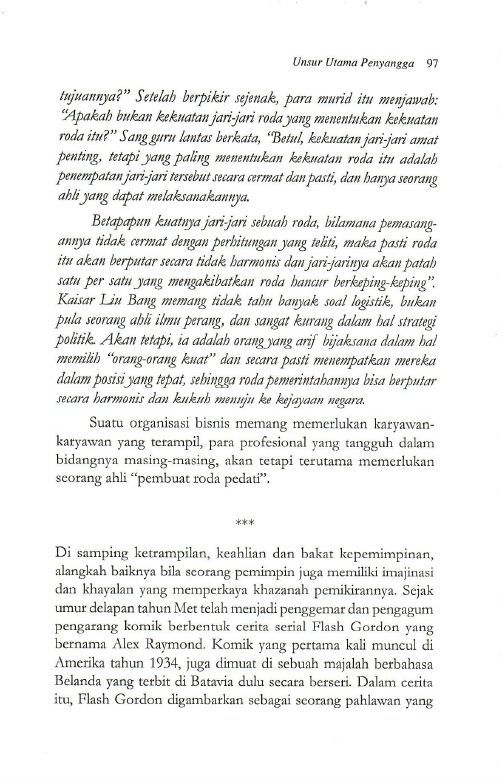 Unsur Utama Penyangga 97
tujuannya?" Setelah berpikir sejenak, para murid itu menjawab:
"Apakah bukan kekuatan jari-jari roda yang menentukan kekuatan
roda itu?" Sang guru lantas berkata, "Betul, kekuatan jari-jari amat
penting, tetapi yang paling menentukan kekuatan roda itu adalah
penempatan jari-jari tersebut secara cermat dan pasti, dan hanya seorang
ahli yang dapat melaksanakannya.
Betapapun kuatnya jari-jari sebuah roda, bilamana pemasang-
annya tidak cermat dengan perhitungan yang teliti, maka pasti roda
itu akan berputar secara tidak harmonis dan jari-jarinya akan patah
satu per satu yang mengakibatkan roda hancur berkeping-keping".
Kaisar Liu Bang memang tidak tahu banyak soal logistik, bukan
pula seorang ahli ilmu perang, dan sangat kurang dalam hal strategi
politik. Akan tetapi, ia adalah orang yang arif bijaksana dalam hal
memilih "orang-orang kuat" dan secara pasti menempatkan mereka
dalam posisi yang tepat, sehingga roda pemerintahannya bisa berputar
secara harmonis dan kukuh menuju ke kejayaan negara.
Suatu organisasi bisnis memang memerlukan karyawan-
karyawan yang terampil, para profesional yang tangguh dalam
bidangnya masing-masing, akan tetapi terutama memerlukan
seorang ahli "pembuat roda pedati".
***
Di samping ketrampilan, keahlian dan bakat kepemimpinan,
alangkah baiknya bila seorang pemimpin juga memiliki imajinasi
dan khayalan yang memperkaya khazanah pemikirannya. Sejak
umur delapan tahun Met telah menjadi penggemar dan pengagum
pengarang komik berbentuk cerita serial Flash Gordon yang
bernama Alex Raymond. Komik yang pertama kali muncul di
Amerika tahun 1934, juga dimuat di sebuah majalah berbahasa
Belanda yang terbit di Batavia dulu secara berseri. Dalam cerita
itu, Flash Gordon digambarkan sebagai seorang pahlawan yang